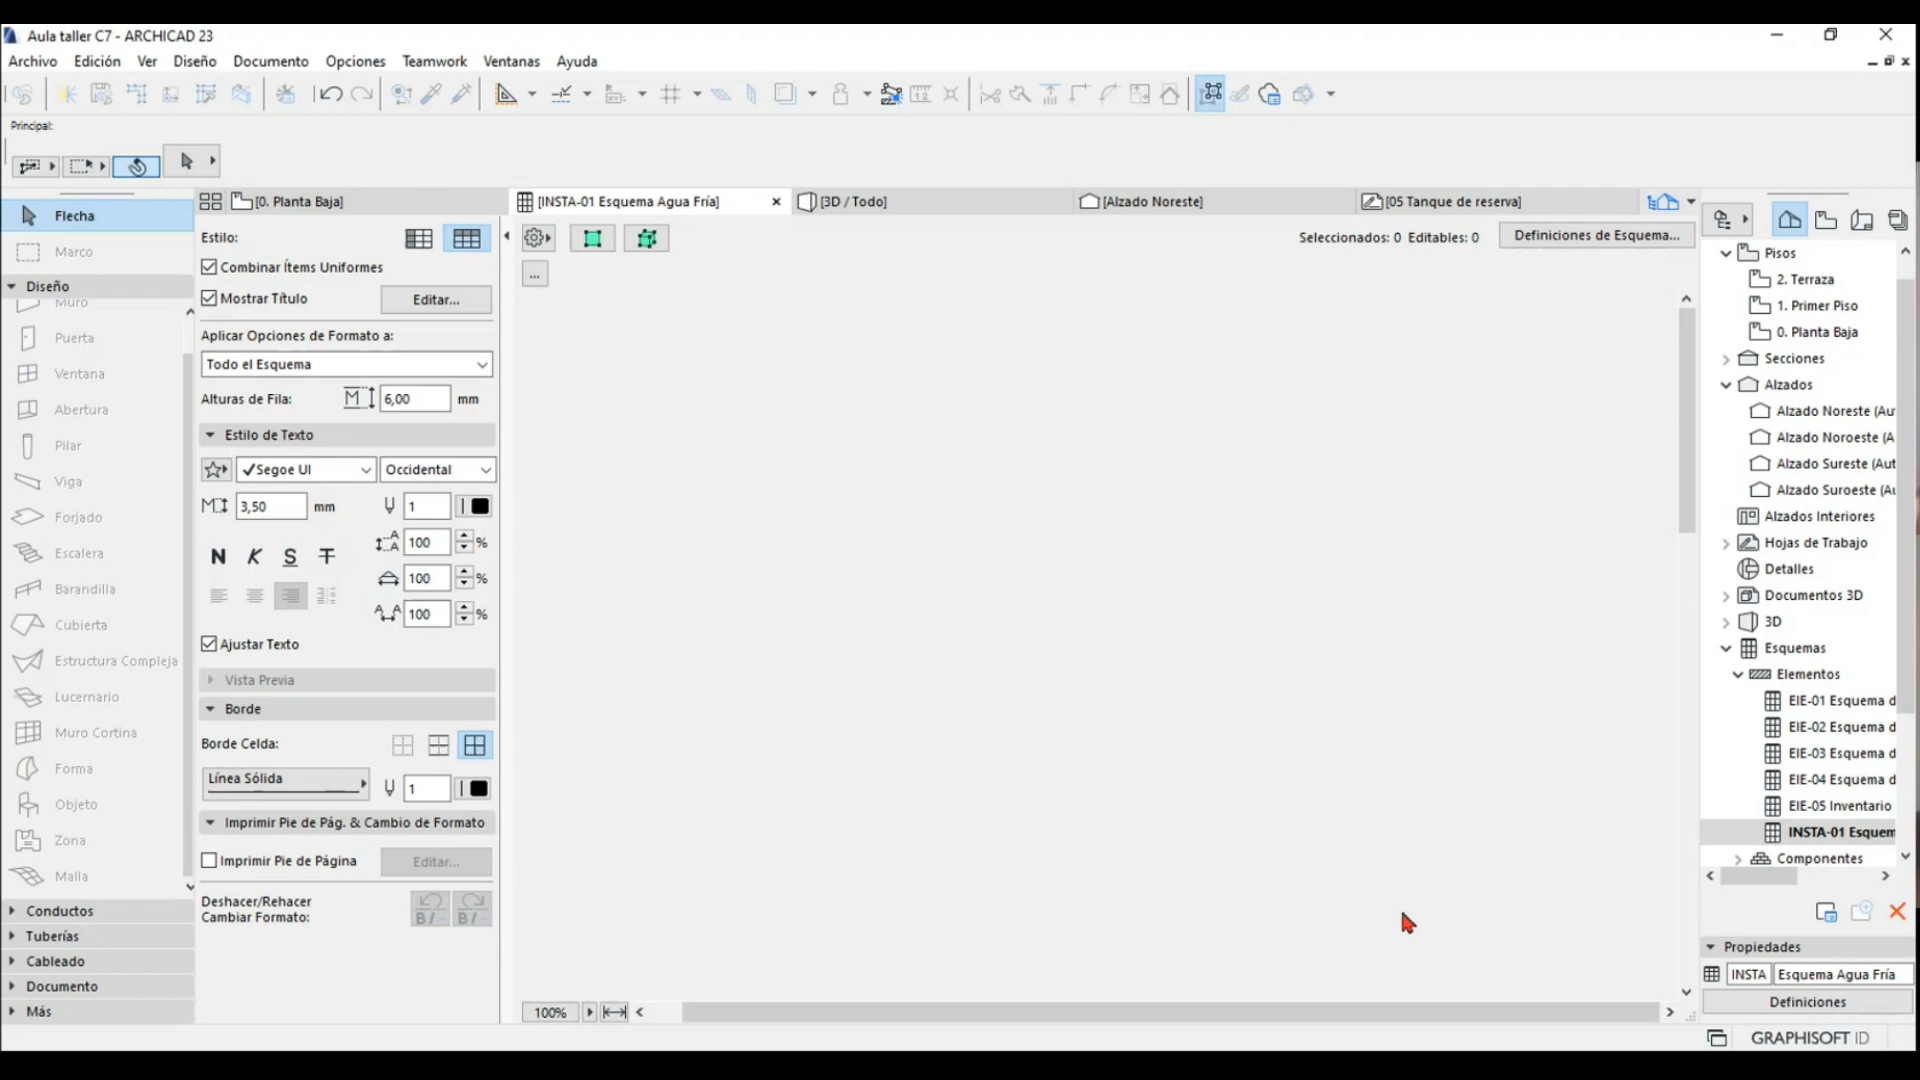 Aula taller C7 - ARCHICAD 23
Archivo Edición Ver Diseño Documento Opciones Teamwork Ventanas Ayuda
Principal:
[0. Planta Baja]
[INSTA-01 Esquema Agua Fría]
[3D / Todo]
[Alzado Noreste]
[05 Tanque de reserva]
Flecha
Marco
Diseño
Muro
Puerta
Ventana
Abertura
Pilar
Viga
Forjado
Escalera
Barandilla
Cubierta
Estructura Compleja
Lucernario
Muro Cortina
Forma
Objeto
Zona
Malla
Conductos
Tuberías
Cableado
Documento
Más
Estilo:
Combinar Ítems Uniformes
Mostrar Título
Editar...
Aplicar Opciones de Formato a:
Todo el Esquema
Alturas de Fila:
6,00
mm
Estilo de Texto
Segoe UI
Occidental
3,50
mm
1
N K S T
100 %
100 %
100 %
Ajustar Texto
Vista Previa
Borde
Borde Celda:
Línea Sólida
1
Imprimir Pie de Pág. & Cambio de Formato
Imprimir Pie de Página
Editar...
Deshacer/Rehacer
Cambiar Formato:
B/
B/
...
Seleccionados: 0 Editables: 0
Definiciones de Esquema...
100%
Pisos
2. Terraza
1. Primer Piso
0. Planta Baja
Secciones
Alzados
Alzado Noreste (Au
Alzado Noroeste (A
Alzado Sureste (Aut
Alzado Suroeste (Au
Alzados Interiores
Hojas de Trabajo
Detalles
Documentos 3D
3D
Esquemas
Elementos
EIE-01 Esquema d
EIE-02 Esquema d
EIE-03 Esquema d
EIE-04 Esquema d
EIE-05 Inventario
INSTA-01 Esquem
Componentes
Propiedades
INSTA
Esquema Agua Fría
Definiciones
GRAPHISOFT ID